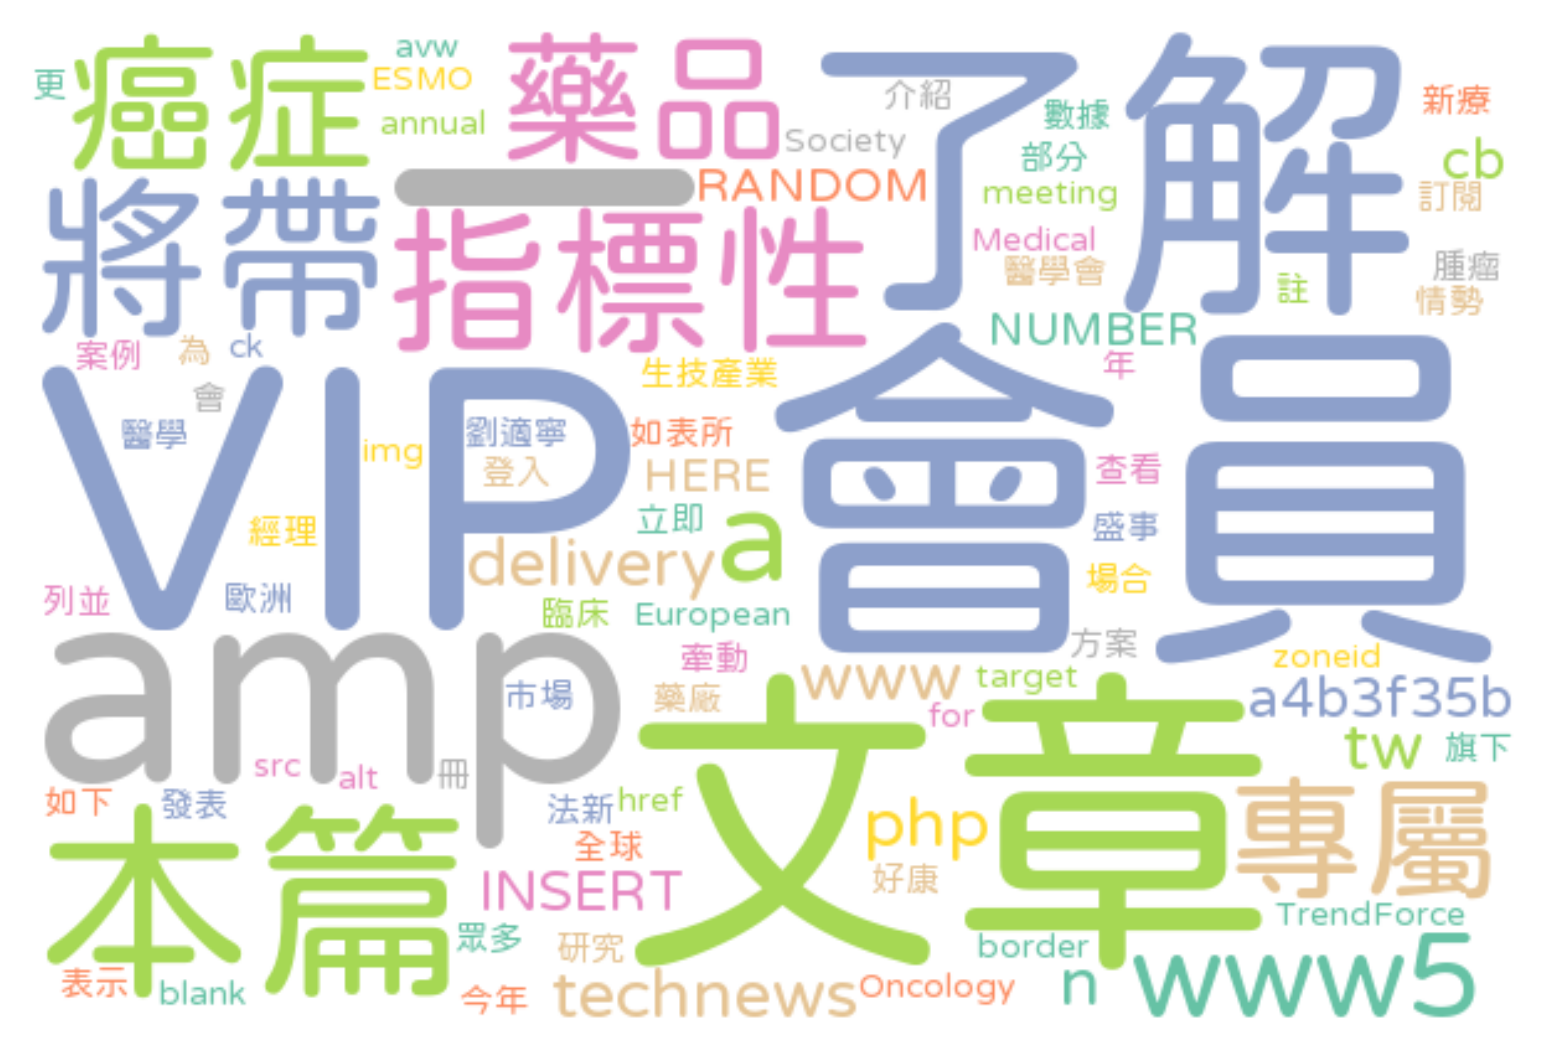 癌症
avw
ESMO
annual
更
藥品
了解
介紹
Society
數據
部分
meeting
新療
cb
訂閱
將帶
一
RANDOM
指標性
Medical
醫學會
註
腫瘤
情勢
NUMBER
年
案例
為
ck
會
醫學
VIP
img
劉適寧
登入
生技產業
如表所
HERE
會員
查看
立即
a
盛事
經理
delivery
場合
列並
歐洲
臨床
European
amp
牽動
方案
zoneid
市場
藥廠
www
target
for
a4b3f35b
tw
旗下
src
alt
冊
文章
如下
發表
法新
href
php
專屬
本篇
全球
好康
INSERT
TrendForce
眾多
研究
border
www5
表示
blank
今年
technews
Oncology
n